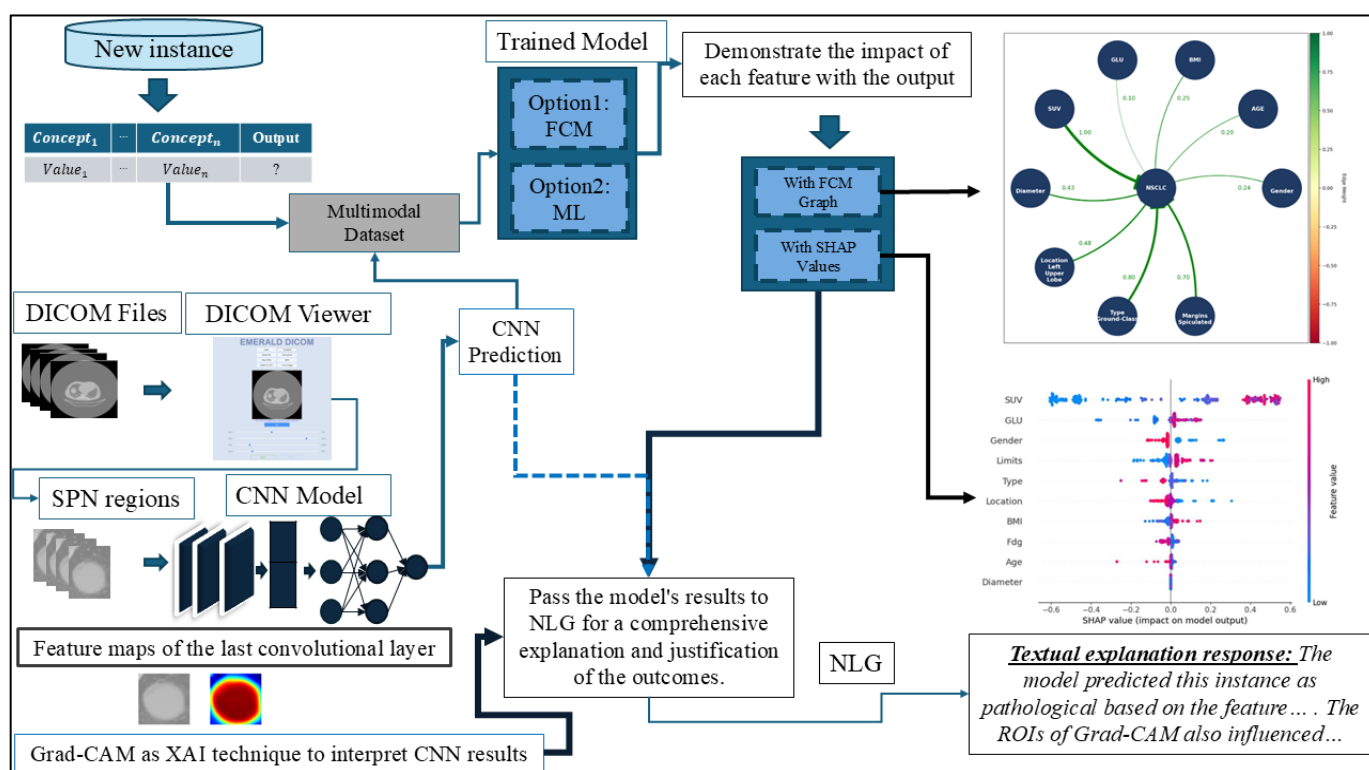 New instance
Concept₁ ... Conceptₙ Output
Value₁ ... Valueₙ ?
Multimodal
Dataset
Trained Model
Option1:
FCM
Option2:
ML
Demonstrate the impact of
each feature with the output
With FCM
Graph
With SHAP
Values
GLU
BMI
SUV
AGE
Diameter
NSCLC
Gender
Location
Left
Upper
Lobe
Type
Ground-Class
Margins
Spiculated
0.10
0.25
1.00
0.20
0.43
0.24
0.48
0.80
0.70
1.00
0.75
0.50
0.25
0.00
−0.25
−0.50
−0.75
−1.00
Edge Weights
DICOM Files
DICOM Viewer
EMERALD DICOM
CNN
Prediction
SPN regions
CNN Model
Feature maps of the last convolutional layer
Grad-CAM as XAI technique to interpret CNN results
Pass the model's results to
NLG for a comprehensive
explanation and justification
of the outcomes.
NLG
SUV
GLU
Gender
Limits
Type
Location
BMI
Fdg
Age
Diameter
−0.6 −0.4 −0.2 0.0 0.2 0.4 0.6
SHAP value (impact on model output)
High
Feature value
Low
Textual explanation response: The
model predicted this instance as
pathological based on the feature... . The
ROIs of Grad-CAM also influenced...